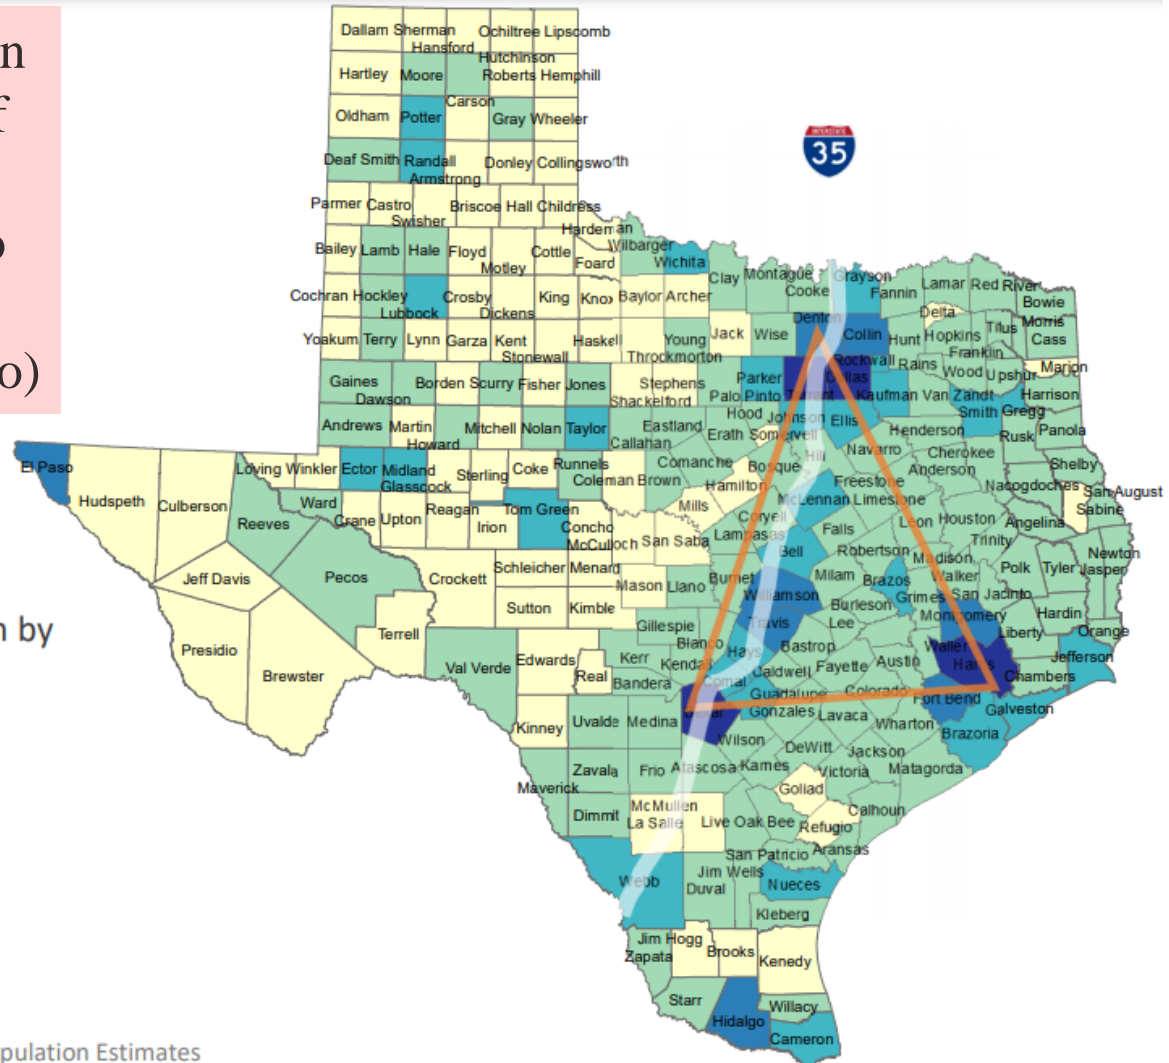 n
f
o
o)
n by
pulation Estimates
INTERSTATE
35
Dallam Sherman Ochiltree Lipscomb
Hansford
Hutchinson
Hartley Moore Roberts Hemphill
Carson
Oldham Potter Gray Wheeler
Deaf Smith Randall Donley Collingsworth
Armstrong
Parmer Castro Briscoe Hall Childress
Swisher
Hardeman
Bailey Lamb Hale Floyd Cottle Wilbarger
Motley Foard Wichita
Clay Montague Grayson
Cooke Fannin Lamar Red River
Cochran Hockley Crosby King Knox Baylor Archer Bowie
Lubbock Dickens Delta
Denton Morris
Yoakum Terry Lynn Garza Kent Haskell Young Jack Wise Collin Hunt Hopkins Titus Cass
Stonewall Throckmorton Rockwall Rains Franklin
Wood Upshur Marion
Gaines Borden Scurry Fisher Jones Stephens Parker Dallas
Dawson Shackelford Palo Pinto Tarrant Kaufman Van Zandt Harrison
Hood Johnson Ellis Smith Gregg
Andrews Martin Mitchell Nolan Taylor Eastland Erath Somervell Henderson Rusk Panola
Howard Callahan Hill Navarro
El Paso Loving Winkler Ector Midland Sterling Coke Runnels Comanche Bosque Cherokee Shelby
Glasscock Coleman Brown Hamilton Freestone Anderson
Hudspeth Culberson Ward Reagan Tom Green Mills McLennan Limestone Nacogdoches San August
Crane Upton Irion Concho Coryell Leon Houston Angelina Sabine
Reeves McCulloch San Saba Lampasas Falls Trinity
Bell Robertson Madison Newton
Jeff Davis Pecos Crockett Schleicher Menard Mason Llano Burnet Milam Brazos Walker Polk Tyler Jasper
Williamson Grimes San Jacinto
Sutton Kimble Burleson Montgomery Hardin
Terrell Gillespie Travis Lee Liberty Orange
Presidio Blanco Hays Bastrop Waller Jefferson
Brewster Val Verde Edwards Kerr Kendall Caldwell Fayette Austin Harris Chambers
Real Bandera Comal
Guadalupe Colorado Fort Bend Galveston
Kinney Uvalde Medina Bexar Gonzales Lavaca Wharton Brazoria
Wilson DeWitt Jackson
Zavala Frio Atascosa Karnes Victoria Matagorda
Maverick Goliad
Dimmit McMullen Calhoun
La Salle Live Oak Bee Refugio
San Patricio Aransas
Webb Jim Wells
Duval Nueces
Kleberg
Jim Hogg
Zapata Brooks Kenedy
Starr Willacy
Hidalgo Cameron